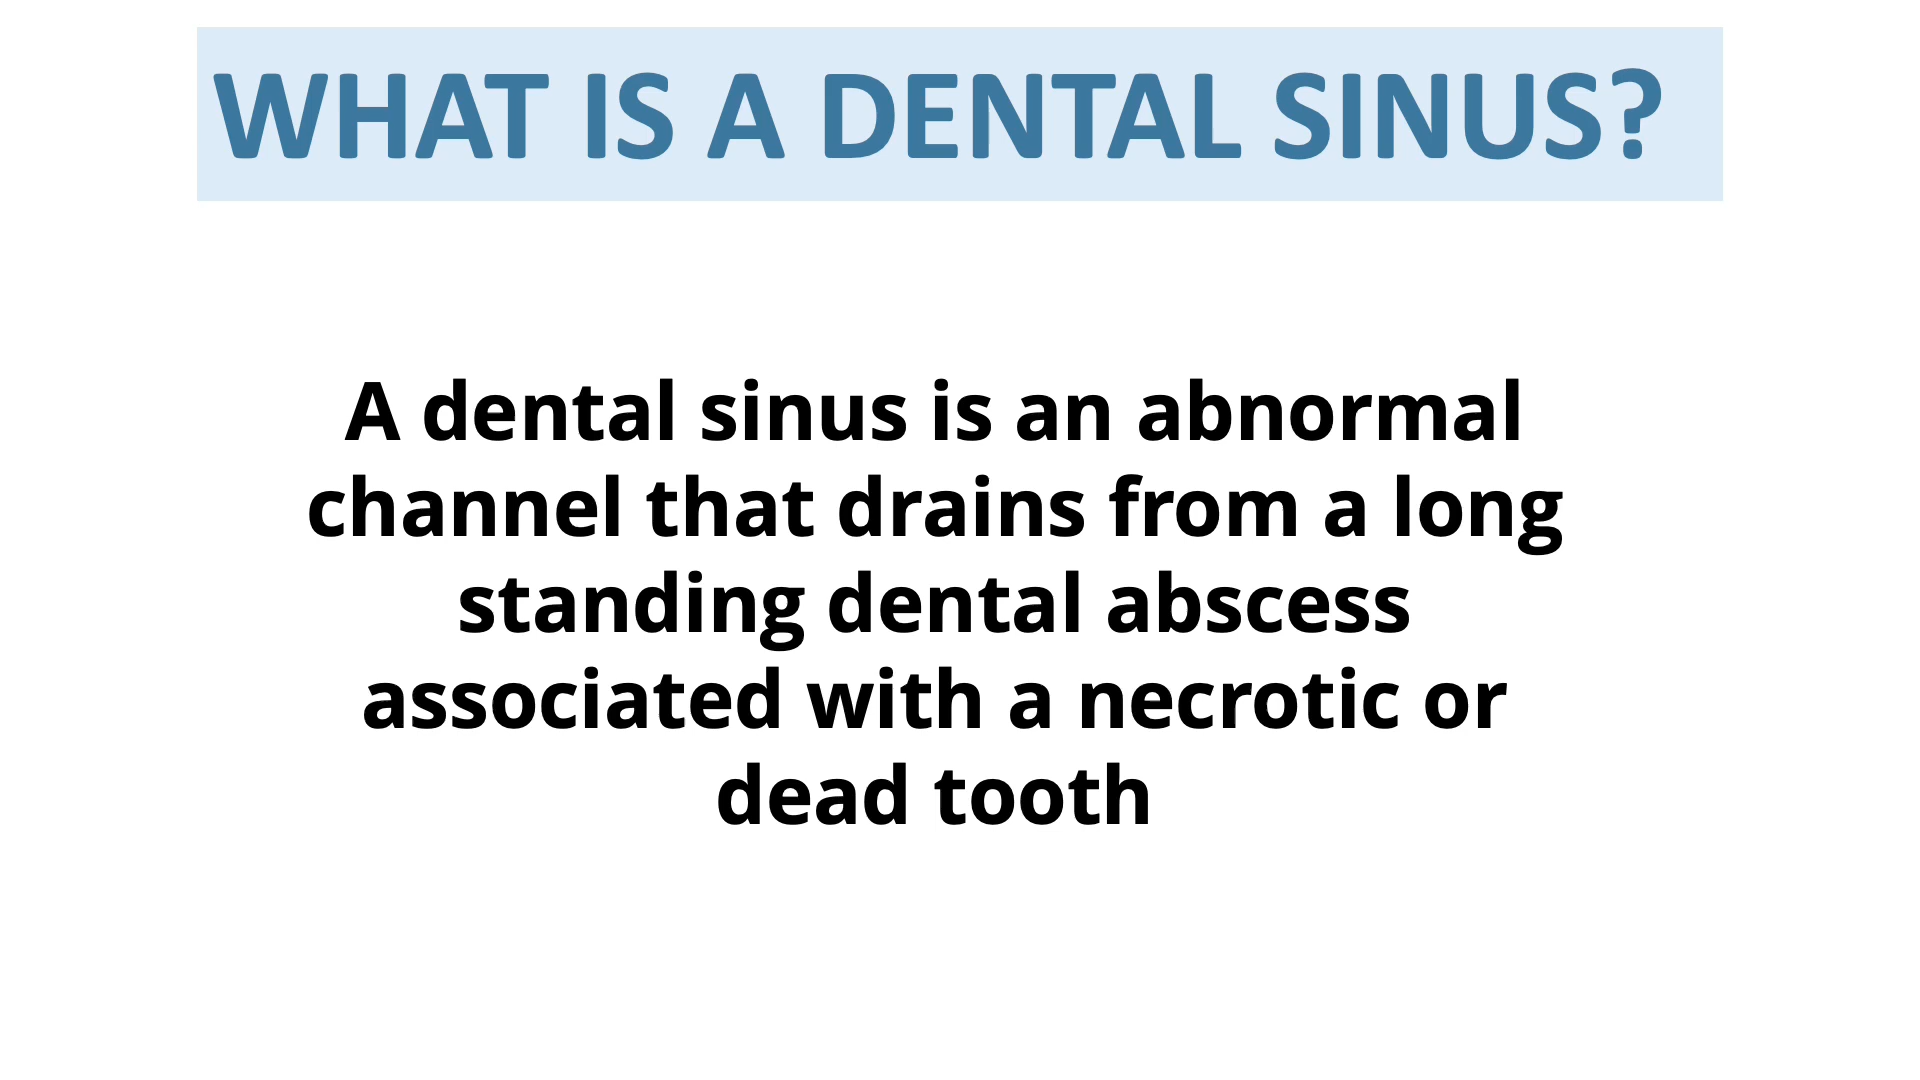 WHAT IS A DENTAL SINUS?
A dental sinus is an abnormal
channel that drains from a long
standing dental abscess
associated with a necrotic or
dead tooth